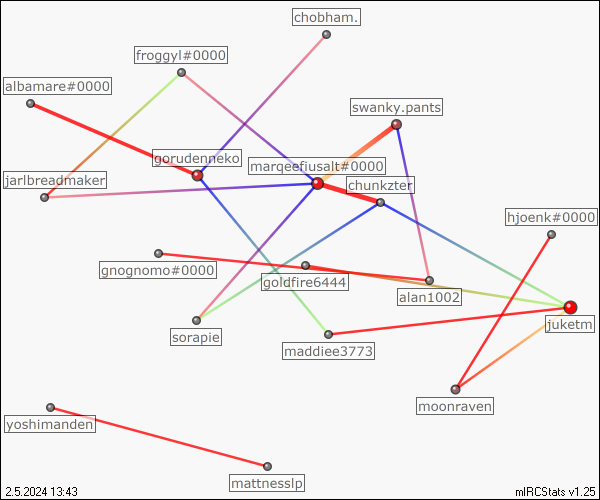 chobham.
froggyl#0000
albamare#0000
swanky.pants
gorudenneko
marqeefiusalt#0000
jarlbreadmaker
chunkzter
hjoenk#0000
gnognomo#0000
goldfire6444
alan1002
sorapie
juketm
maddiee3773
moonraven
yoshimanden
mattnesslp
2.5.2024 13:43
mIRCStats v1.25